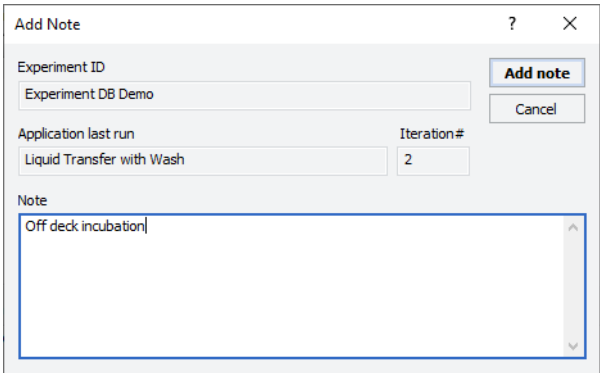 Add Note
?
Experiment ID
Add note
Experiment DB Demo
Cancel
Application last run
Iteration#
Liquid Transfer with Wash
2
Note
Off deck incubation